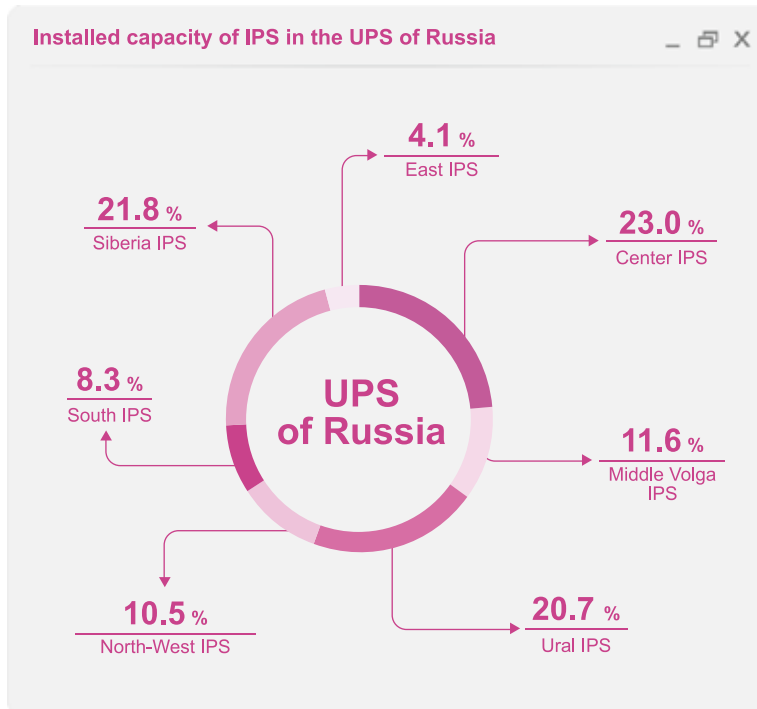 Installed capacity of IPS in the UPS of Russia
4.1 %
East IPS
21.8 %
Siberia IPS
23.0 %
Center IPS
8.3 %
South IPS
UPS
of Russia
11.6 %
Middle Volga
IPS
10.5 %
North-West IPS
20.7 %
Ural IPS